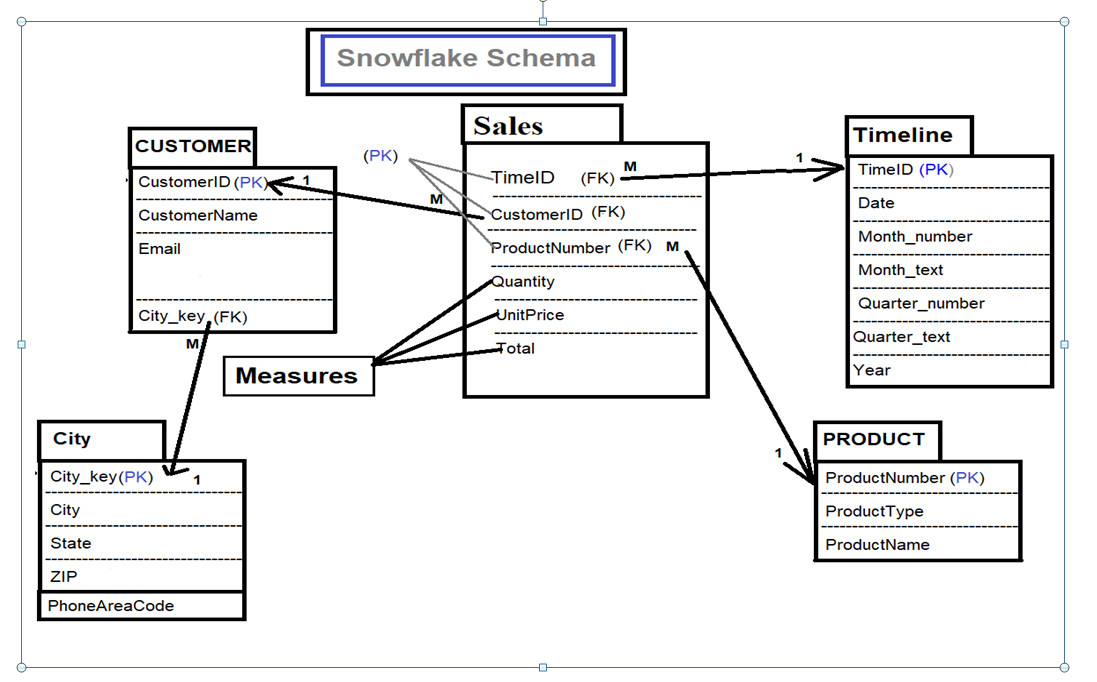 Snowflake Schema
CUSTOMER
CustomerID (PK)
CustomerName
Email
City_key (FK)
1
M
M
(PK)
Sales
TimeID (FK) M
CustomerID (FK)
ProductNumber (FK) M
Quantity
UnitPrice
Total
Measures
1
Timeline
TimeID (PK)
Date
Month_number
Month_text
Quarter_number
Quarter_text
Year
City
City_key(PK) 1
City
State
ZIP
PhoneAreaCode
1
PRODUCT
ProductNumber (PK)
ProductType
ProductName